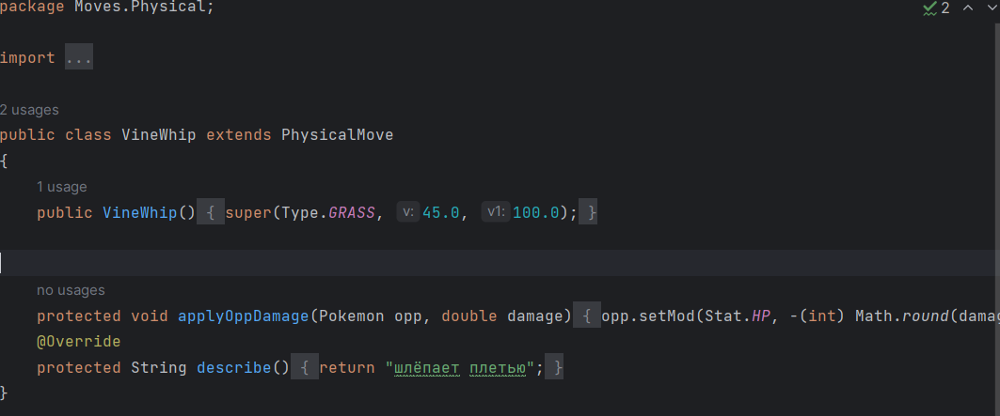 package Moves.Physical;
2
import ...
2 usages
public class VineWhip extends PhysicalMove
{
1 usage
public VineWhip() { super(Type.GRASS, v: 45.0, v1: 100.0); }
no usages
protected void applyOppDamage(Pokemon opp, double damage) { opp.setMod(Stat.HP, -(int) Math.round(damag
@Override
protected String describe() { return "шлёпает плетью"; }
}